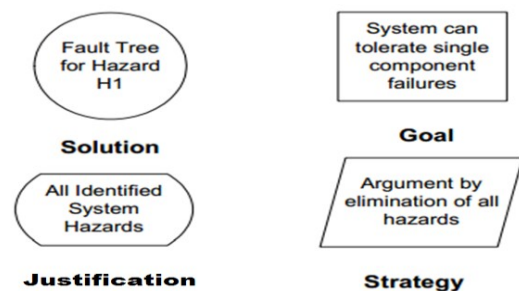 Fault Tree
for Hazard
H1
Solution
System can
tolerate single
component
failures
Goal
All Identified
System
Hazards
Justification
Argument by
elimination of all
hazards
Strategy